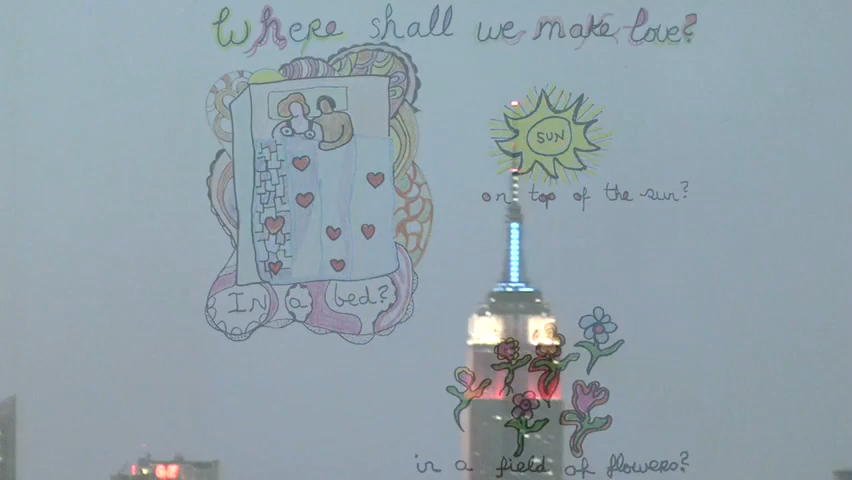 Where shall we make love?
SUN
on top of the sun?
IN a bed?
in a field of flowers?